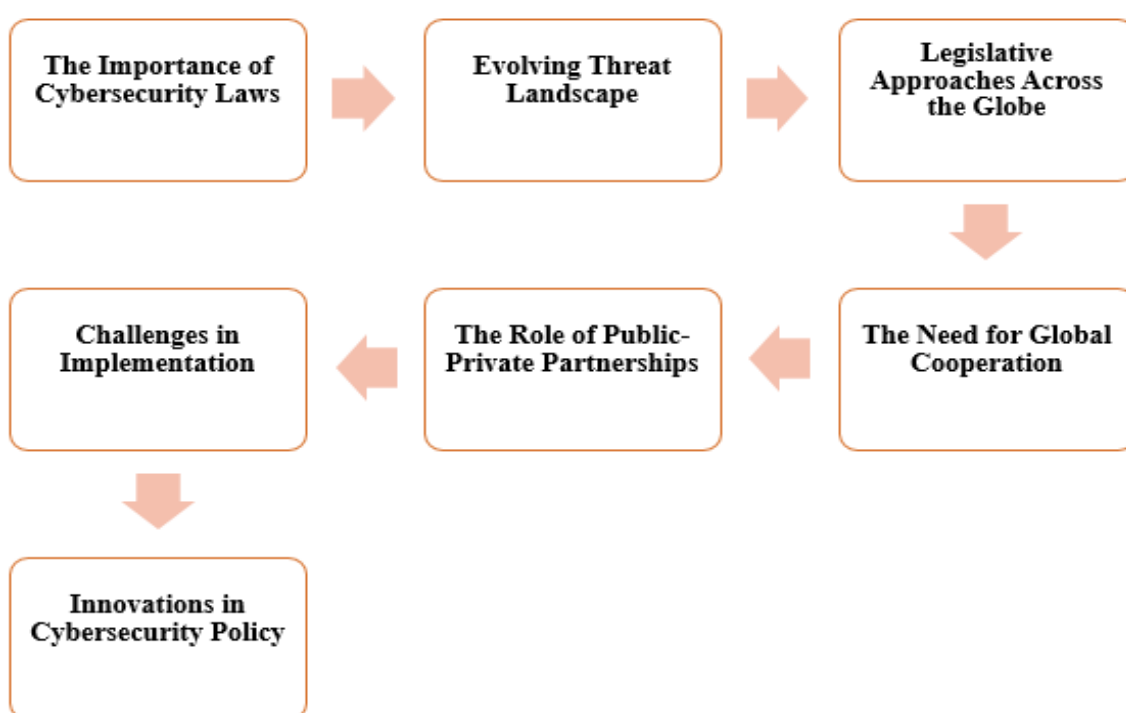 The Importance of
Cybersecurity Laws
Evolving Threat
Landscape
Legislative
Approaches Across
the Globe
The Need for Global
Cooperation
The Role of Public-
Private Partnerships
Challenges in
Implementation
Innovations in
Cybersecurity Policy